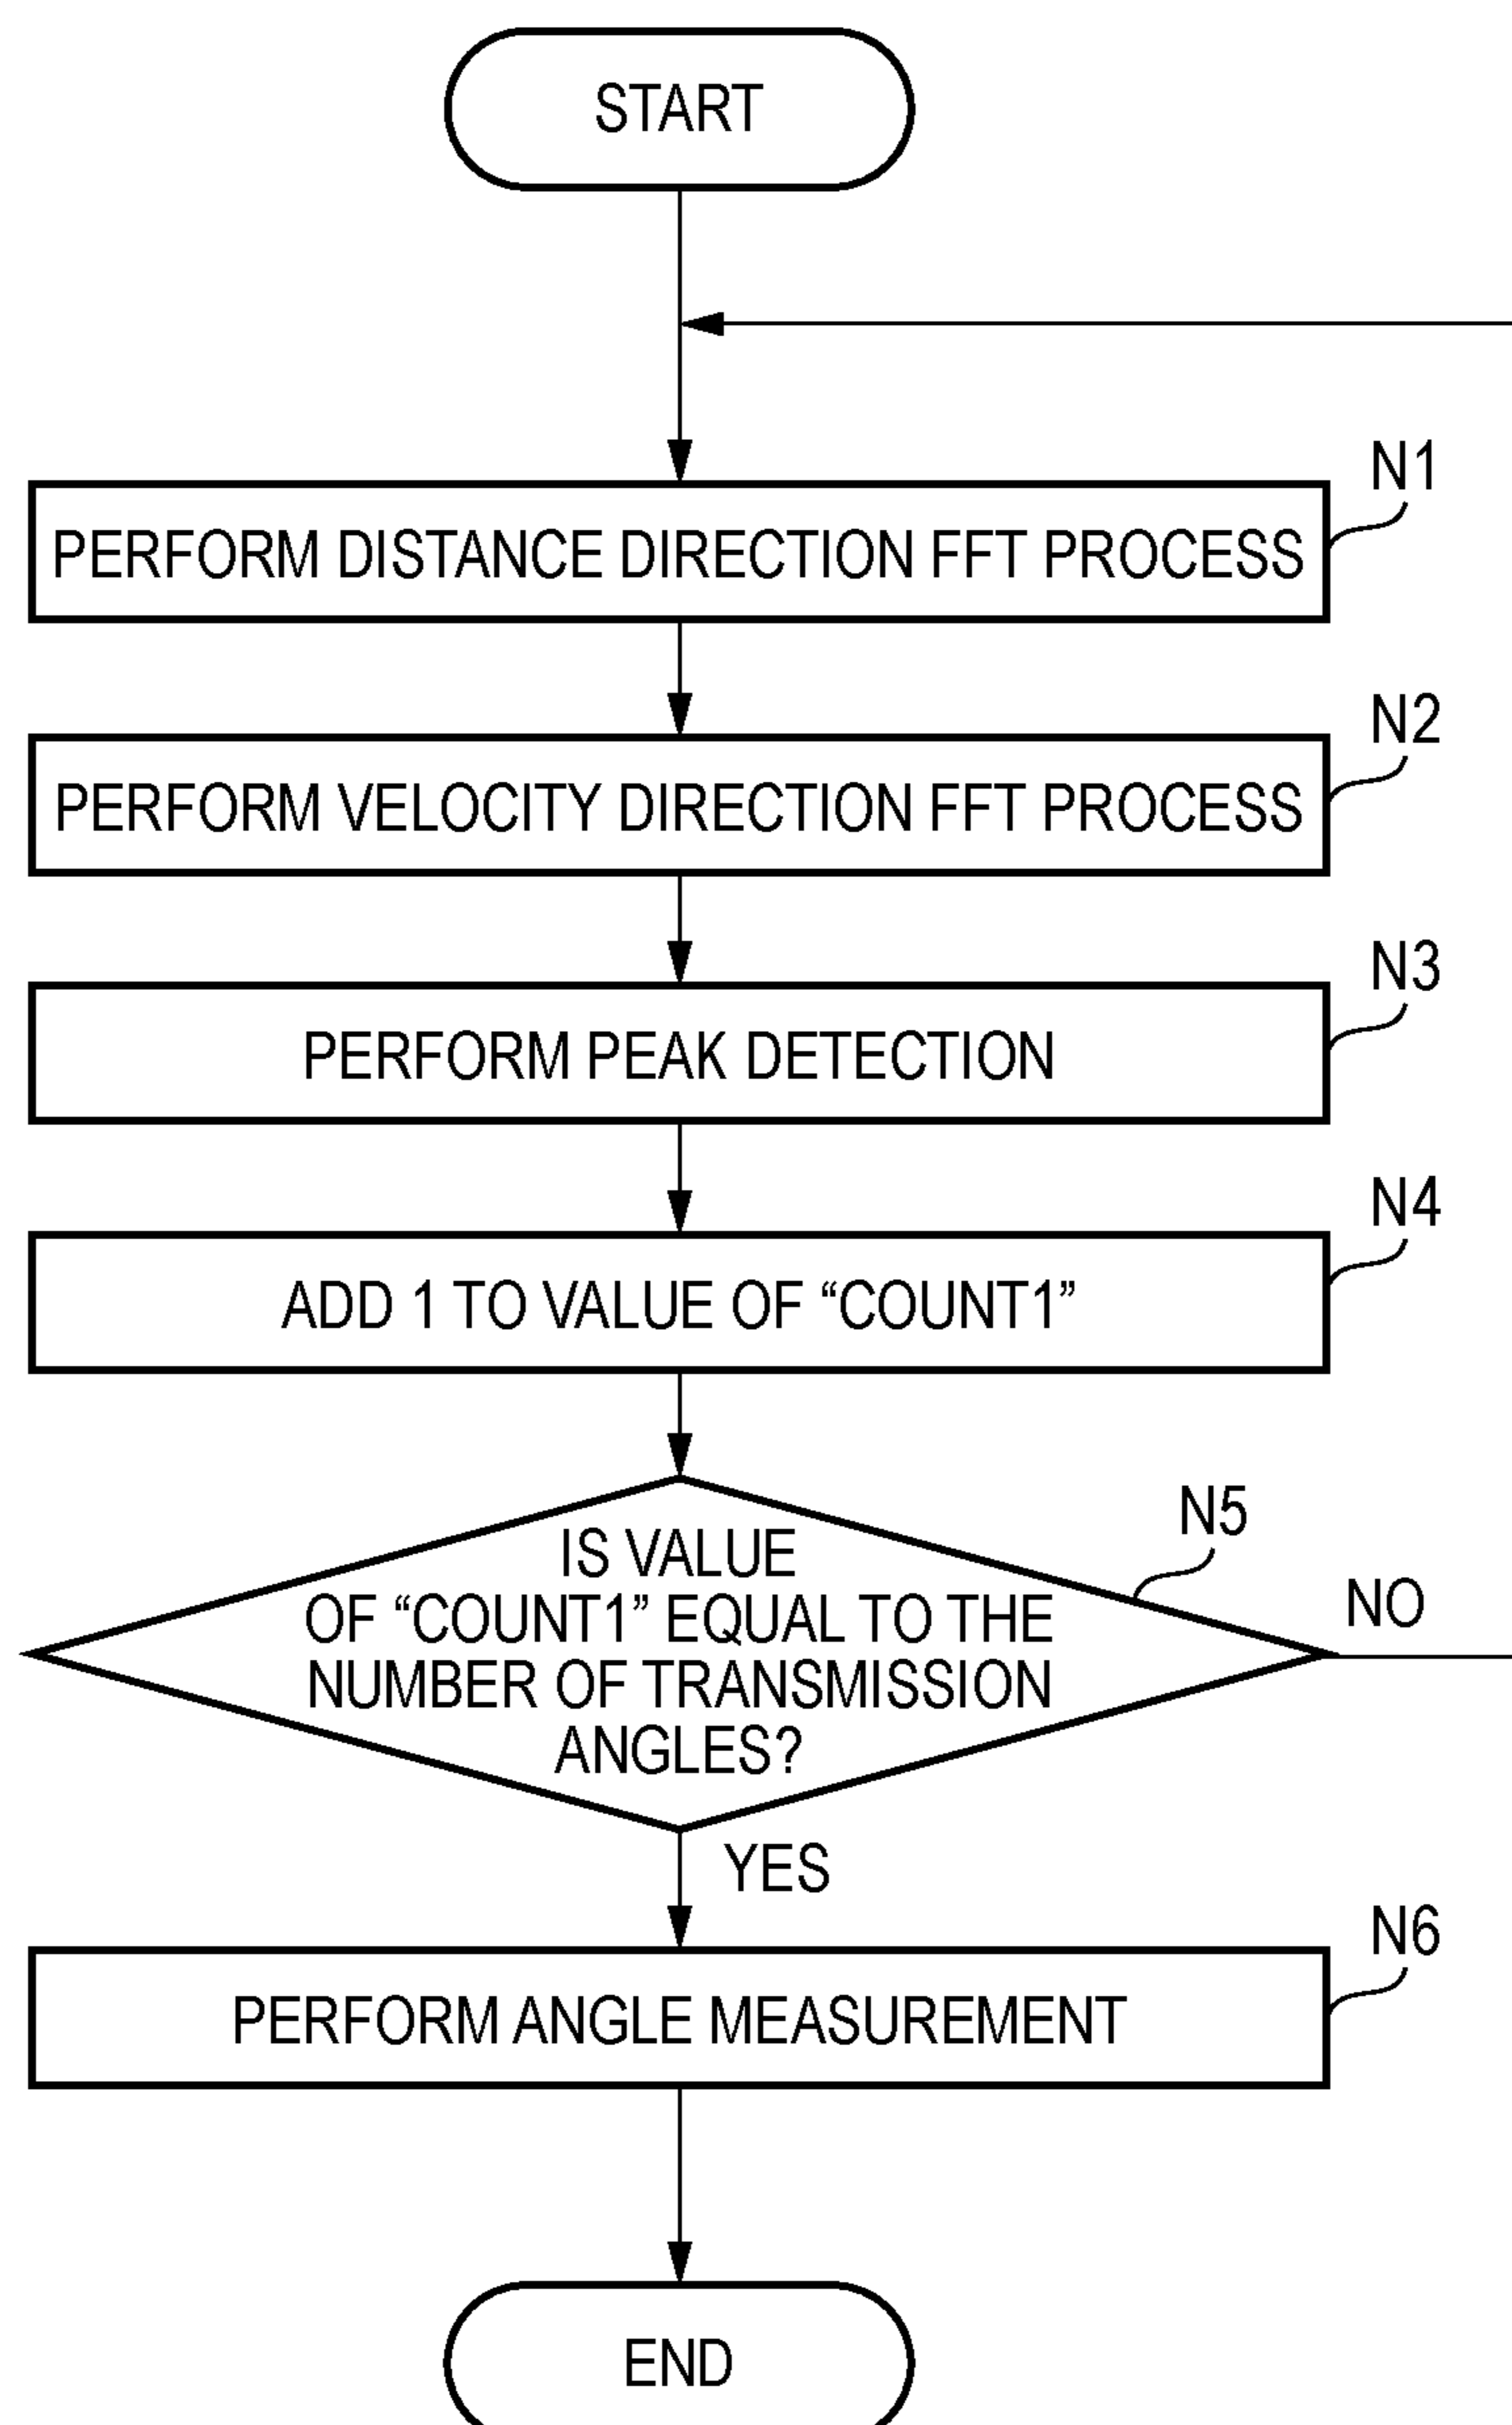 START
N1
PERFORM DISTANCE DIRECTION FFT PROCESS
N2
PERFORM VELOCITY DIRECTION FFT PROCESS
N3
PERFORM PEAK DETECTION
N4
ADD 1 TO VALUE OF “COUNT1”
N5
IS VALUE
OF “COUNT1” EQUAL TO THE
NUMBER OF TRANSMISSION
ANGLES?
NO
YES
N6
PERFORM ANGLE MEASUREMENT
END